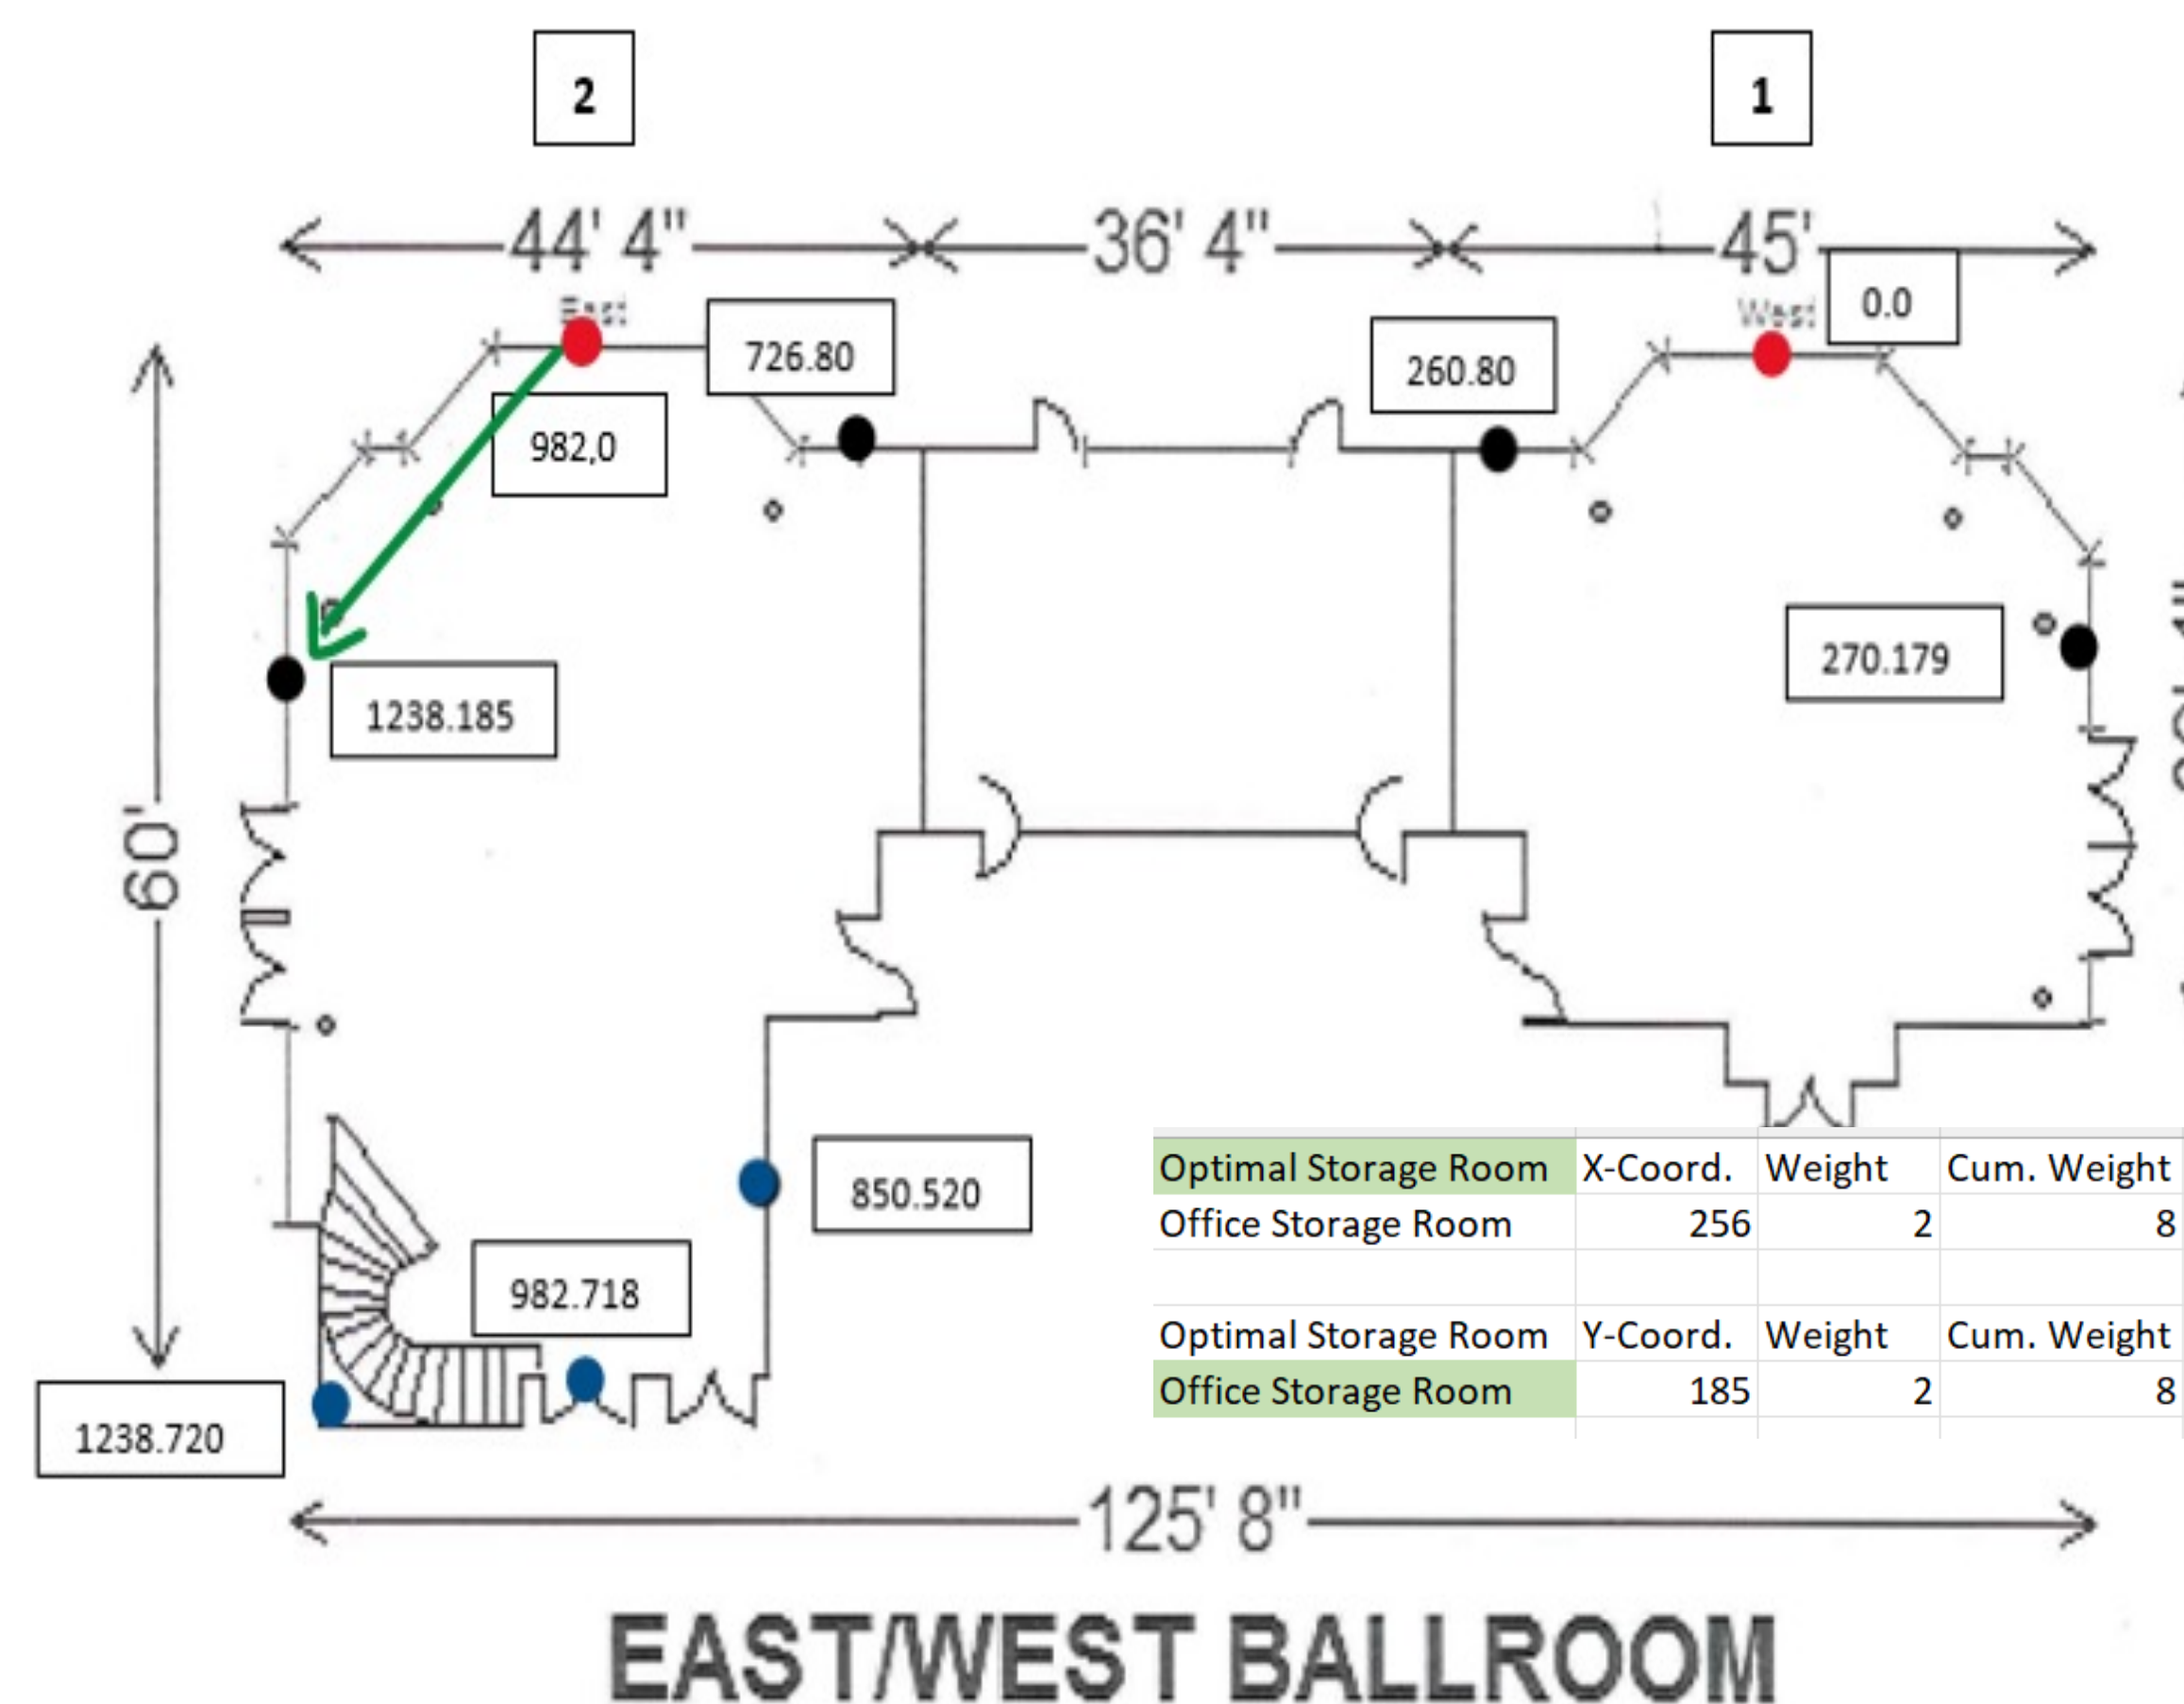 2
1
44' 4"
36' 4"
45'
East
West
0.0
726.80
260.80
982,0
1238.185
270.179
60'
850.520
982.718
1238.720
Optimal Storage Room X-Coord. Weight Cum. Weight
Office Storage Room 256 2 8
Optimal Storage Room Y-Coord. Weight Cum. Weight
Office Storage Room 185 2 8
125' 8"
EAST/WEST BALLROOM